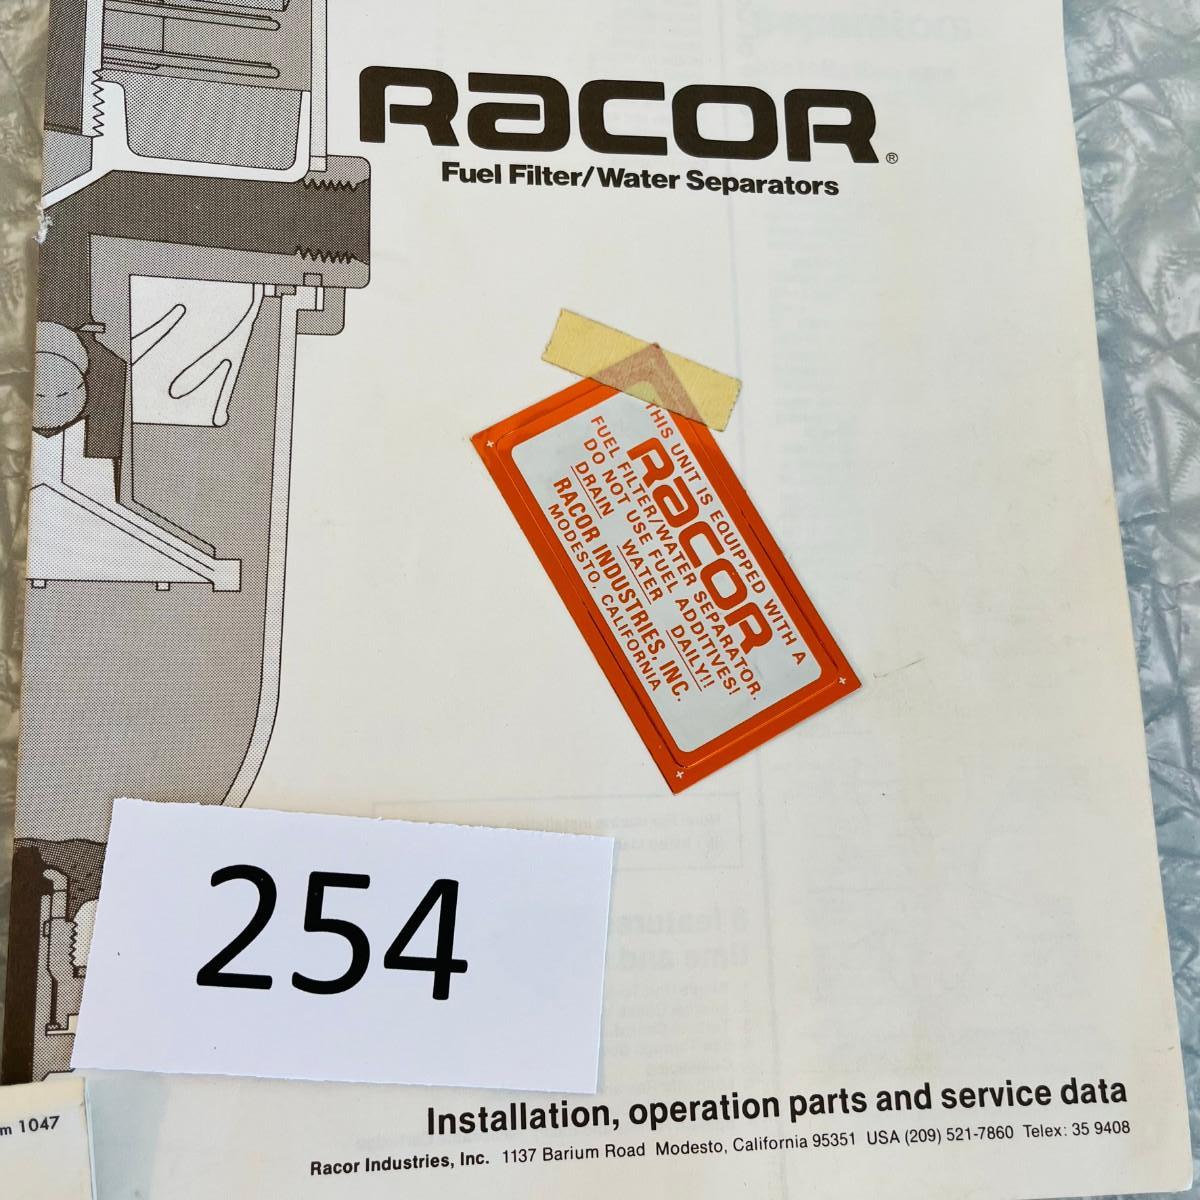 RACOR®
Fuel Filter/Water Separators
THIS UNIT IS EQUIPPED WITH A
RACOR
FUEL FILTER/WATER SEPARATOR.
DO NOT USE FUEL ADDITIVES!
DRAIN WATER DAILY!!
RACOR INDUSTRIES, INC.
MODESTO, CALIFORNIA
254
Installation, operation parts and service data
Racor Industries, Inc. 1137 Barium Road Modesto, California 95351 USA (209) 521-7860 Telex: 35 9408
m 1047